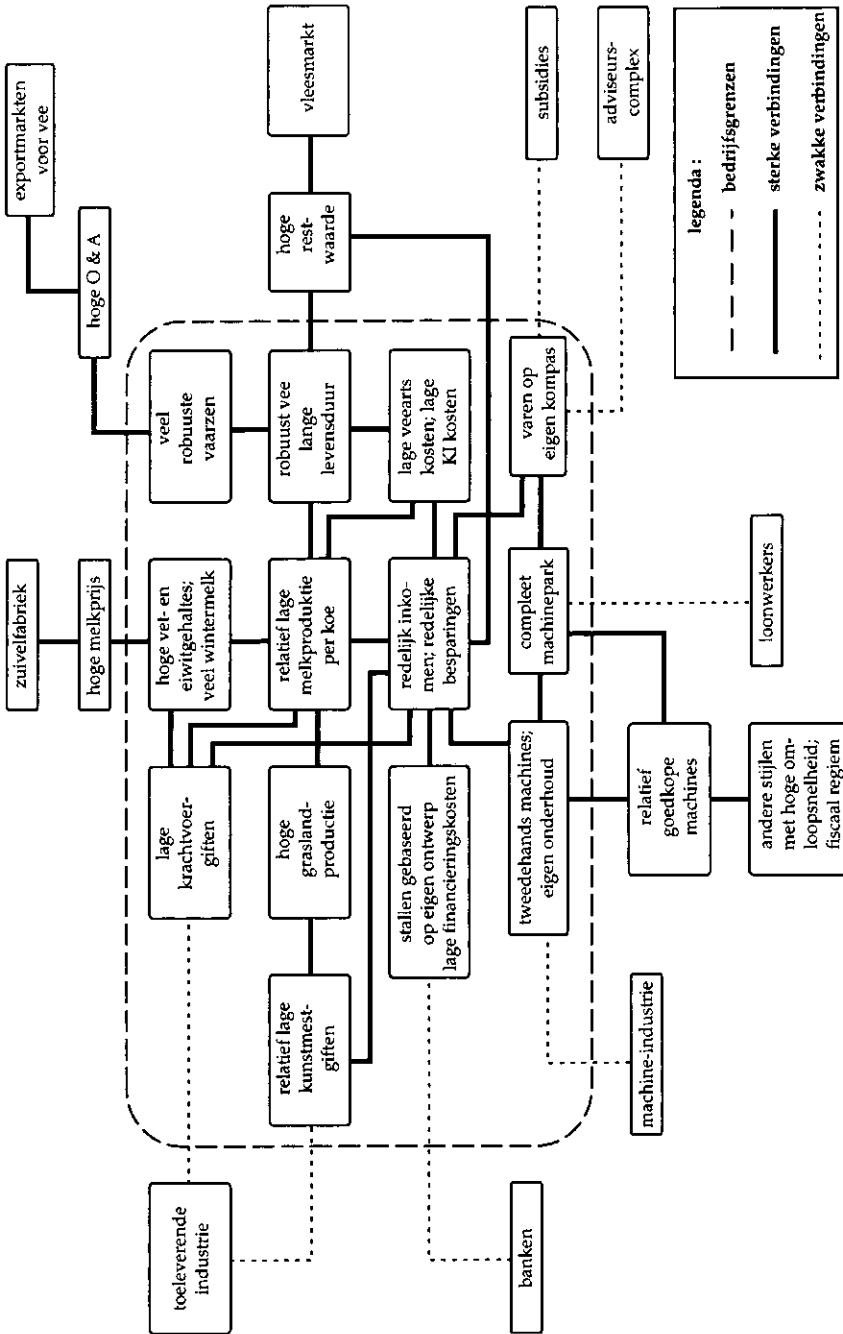 exportmarkten
voor vee
hoge O & A
zuivelfabriek
hoge melkprijs
veel
robuuste
vaarzen
hoge vet- en
eiwitgehaltes;
veel wintermelk
lage
krachtvoer-
giften
toeleverende
industrie
vleesmarkt
hoge
rest-
waarde
robuust vee
lange
levensduur
relatief lage
melkproduktie
per koe
hoge
grasland-
productie
relatief lage
kunstmest-
giften
lage veearts
kosten; lage
KI kosten
redelijk inko-
men; redelijke
besparingen
stallen gebaseerd
op eigen ontwerp
lage financieringskosten
banken
subsidies
adviseurs-
complex
varen op
eigen kompas
compleet
machinepark
tweedehands machines;
eigen onderhoud
machine-industrie
loonwerkers
relatief
goedkope
machines
andere stijlen
met hoge om-
loopsnelheid;
fiscaal regiem
legenda :
bedrijfsgrenzen
sterke verbindingen
zwakke verbindingen